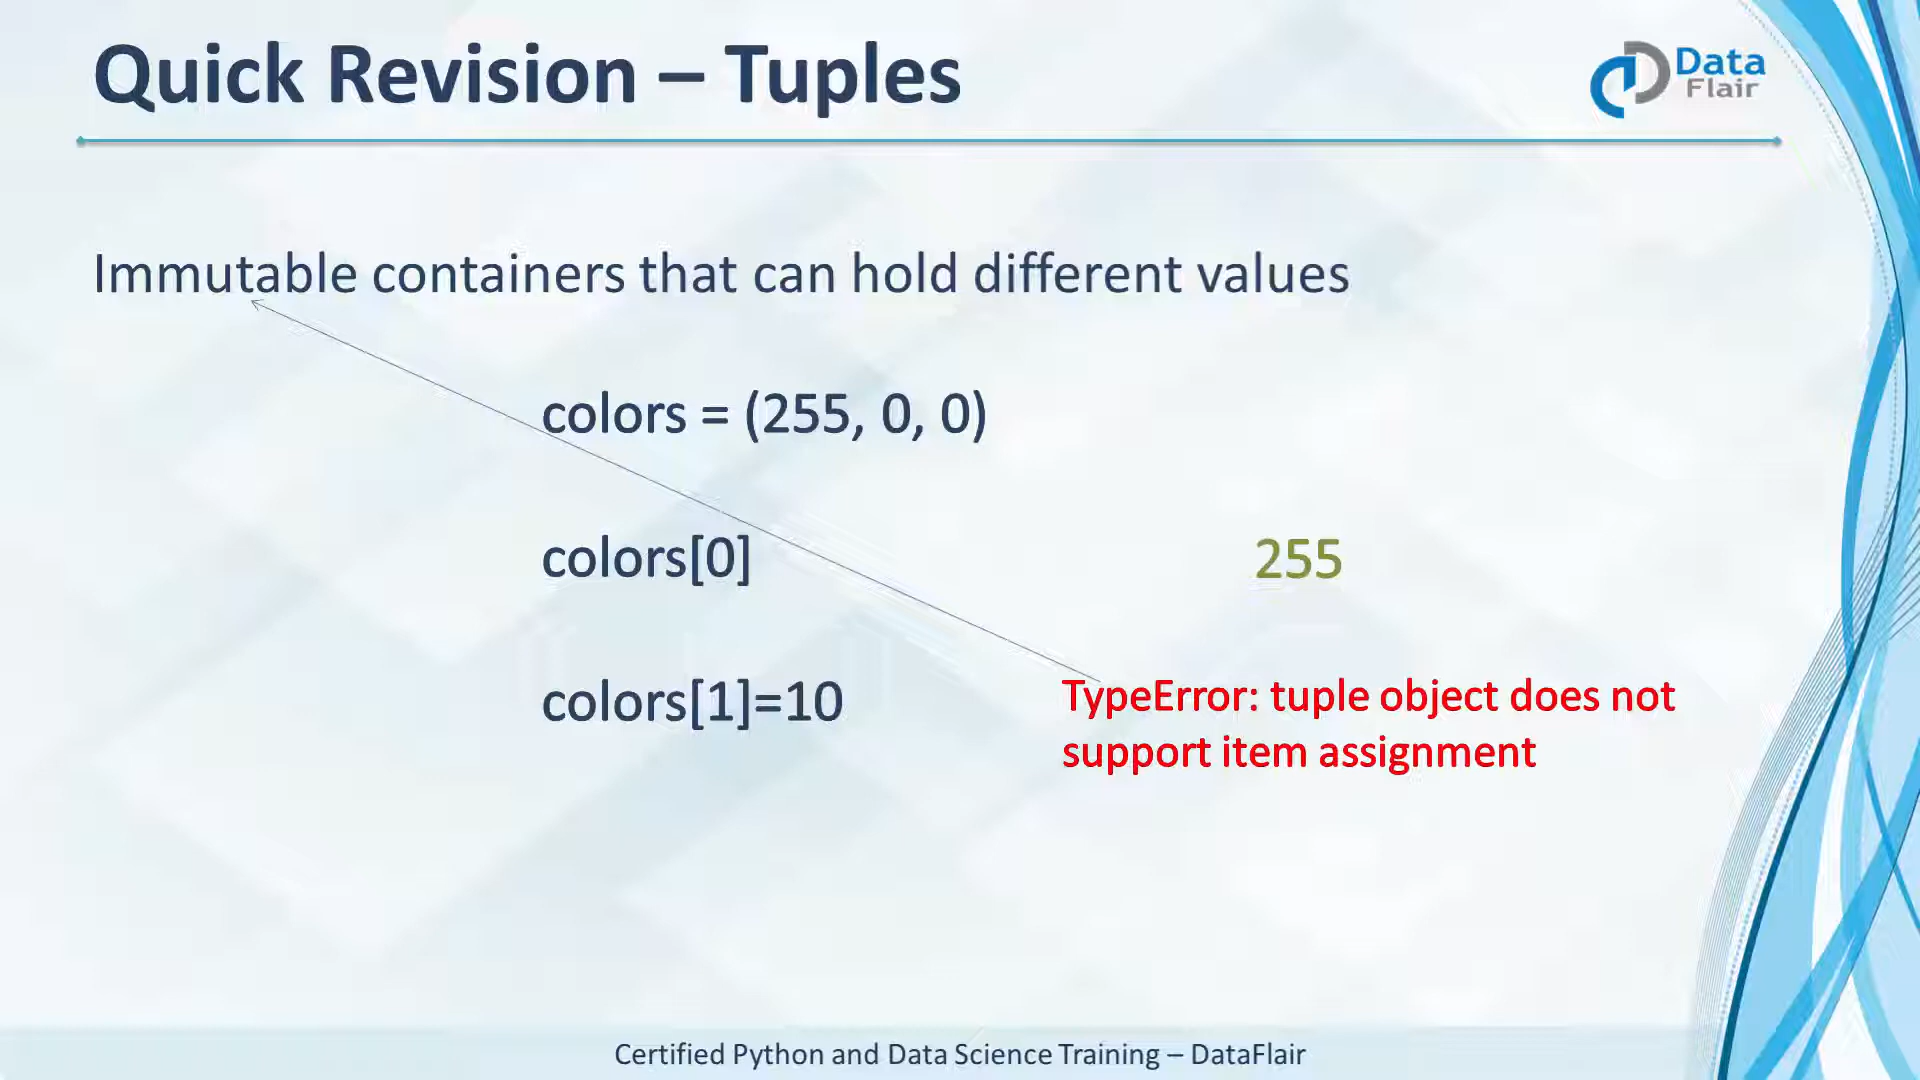 Quick Revision – Tuples
Data
Flair
Immutable containers that can hold different values
colors = (255, 0, 0)
colors[0]
255
colors[1]=10
TypeError: tuple object does not
support item assignment
Certified Python and Data Science Training – DataFlair